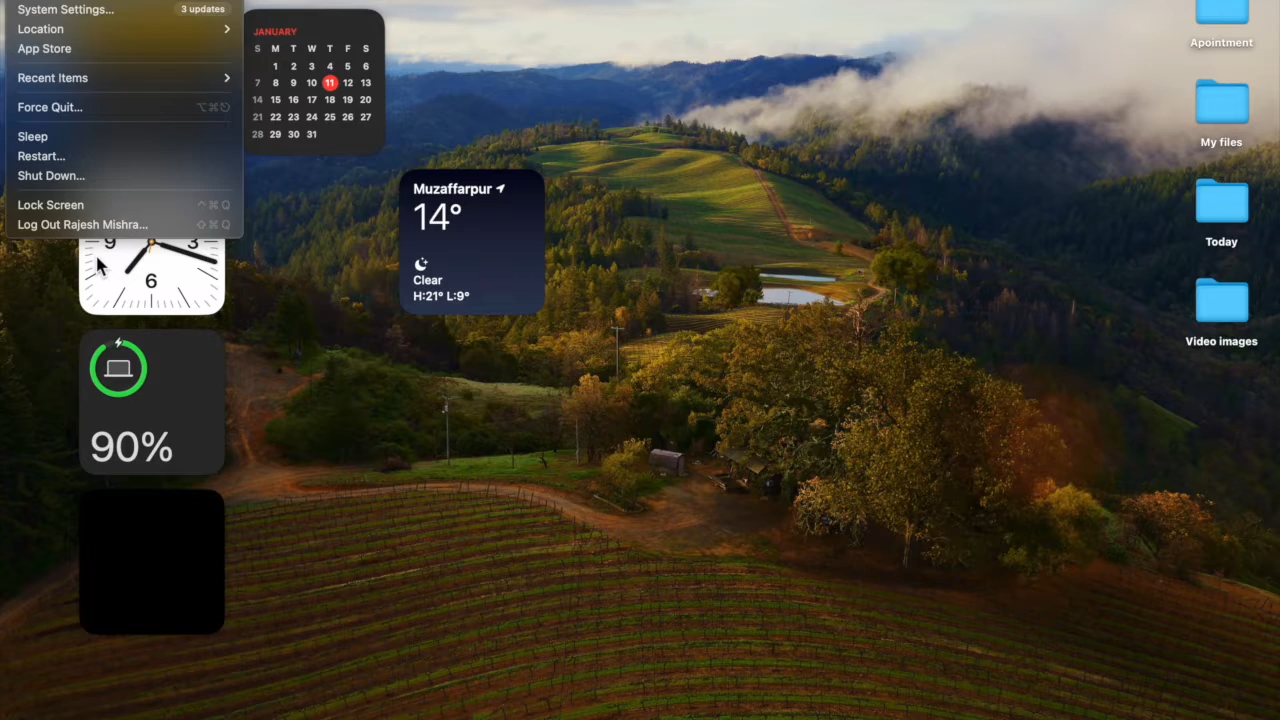 System Settings... 3 updates
Location
App Store
Recent Items
Force Quit... ⌥⌘⎋
Sleep
Restart...
Shut Down...
Lock Screen ^⌘Q
Log Out Rajesh Mishra... ⇧⌘Q
JANUARY
S M T W T F S
1 2 3 4 5 6
7 8 9 10 11 12 13
14 15 16 17 18 19 20
21 22 23 24 25 26 27
28 29 30 31
9 3
6
Muzaffarpur
14°
Clear
H:21° L:9°
90%
Apointment
My files
Today
Video images